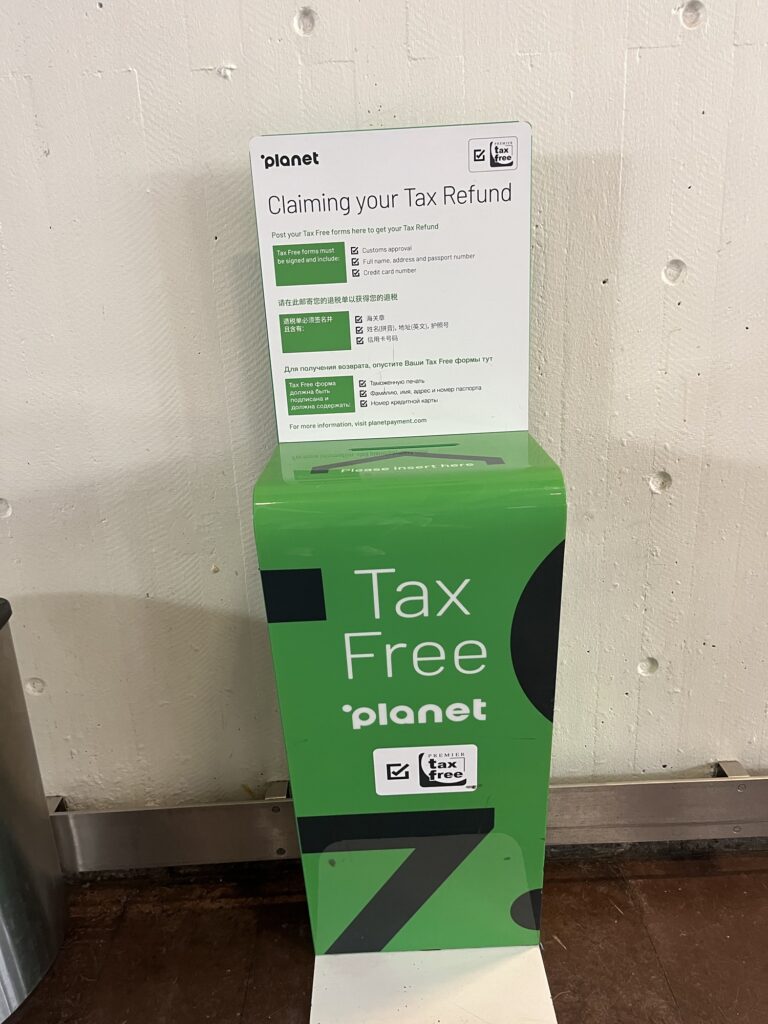 planet
PREMIER
tax
free
Claiming your Tax Refund
Post your Tax Free forms here to get your Tax Refund
Tax Free forms must
be signed and include:
Customs approval
Full name, address and passport number
Credit card number
请在此邮寄您的退税单以获得您的退税
退税单必须签名并
且含有:
海关章
姓名(拼音), 地址(英文), 护照号
信用卡号码
Для получения возврата, опустите Ваши Tax Free формы тут
Tax Free форма
должна быть
подписана и
должна содержать:
Таможенную печать
Фамилию, имя, адрес и номер паспорта
Номер кредитной карты
For more information, visit planetpayment.com
Please insert here
Tax
Free
planet
PREMIER
tax
free